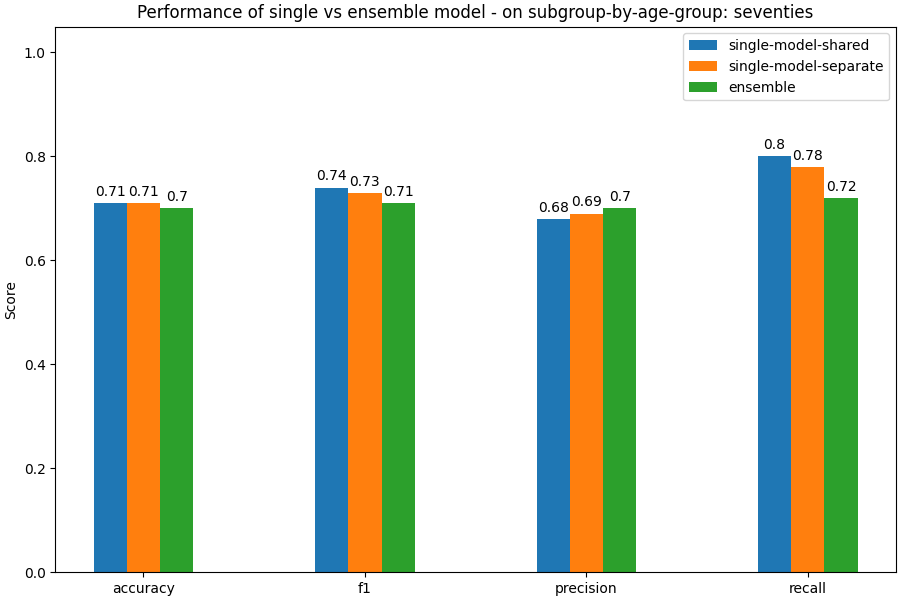 Performance of single vs ensemble model - on subgroup-by-age-group: seventies
single-model-shared
single-model-separate
ensemble
Score
1.0
0.8
0.6
0.4
0.2
0.0
0.71 0.71 0.7
0.74 0.73 0.71
0.68 0.69 0.7
0.8 0.78 0.72
accuracy f1 precision recall